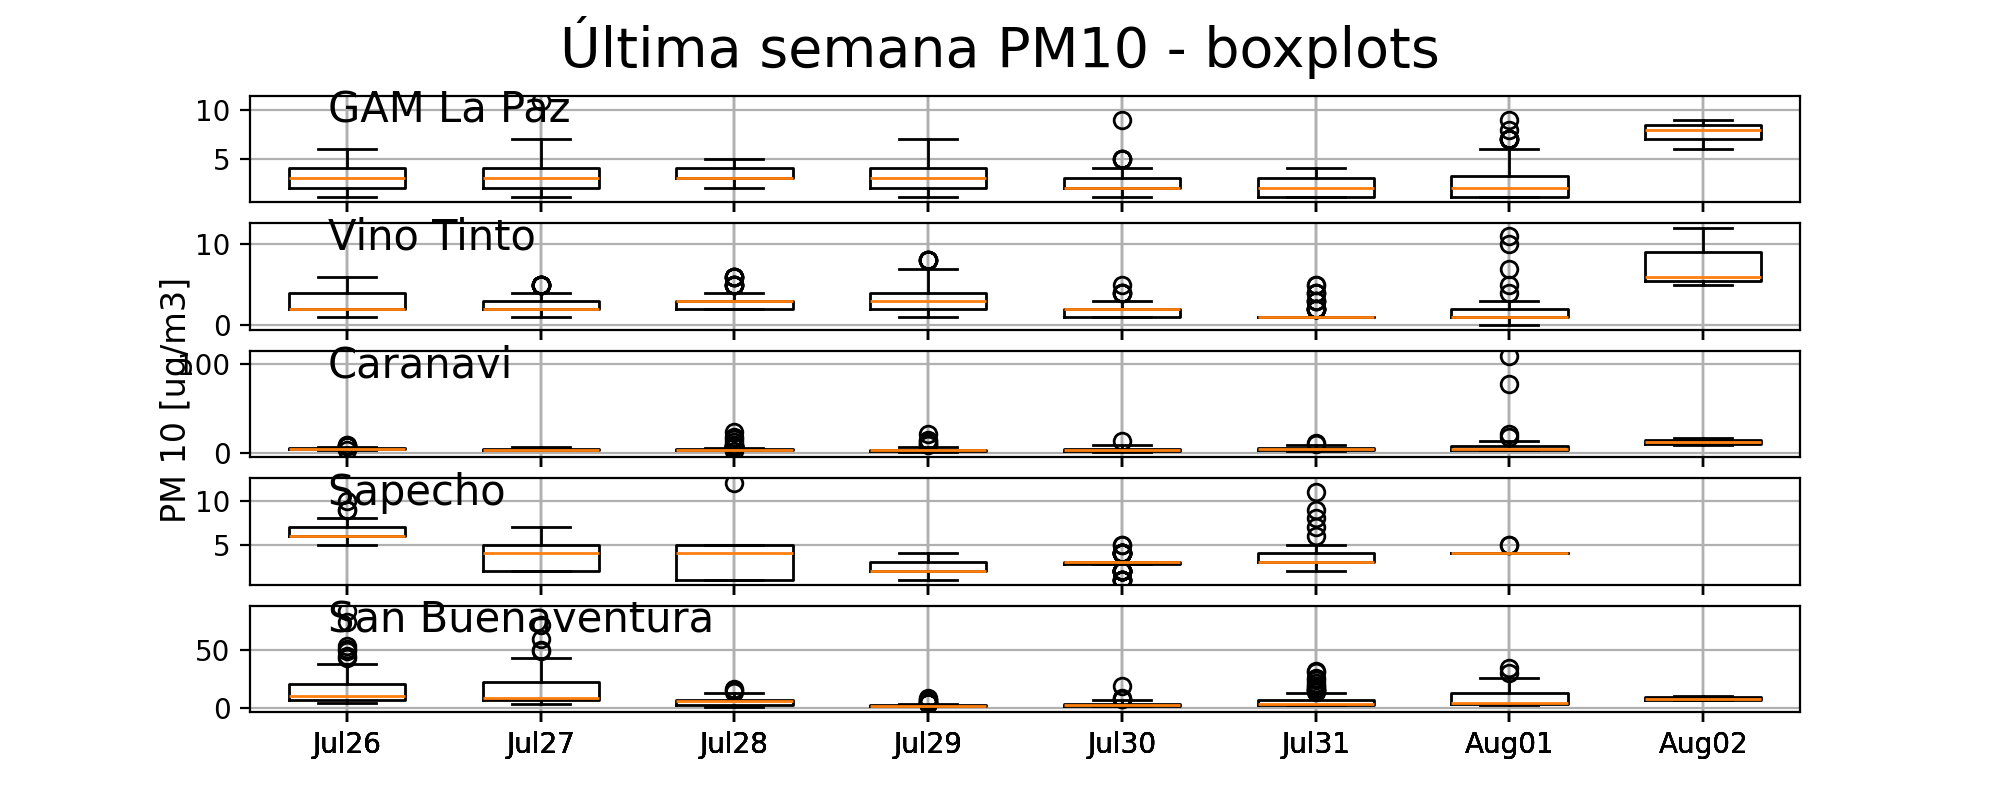 Última semana PM10 - boxplots
GAM La Paz
10
5
Vino Tinto
10
0
PM 10 [ug/m3]
Caranavi
100
0
Sapecho
10
5
San Buenaventura
50
0
Jul26 Jul27 Jul28 Jul29 Jul30 Jul31 Aug01 Aug02